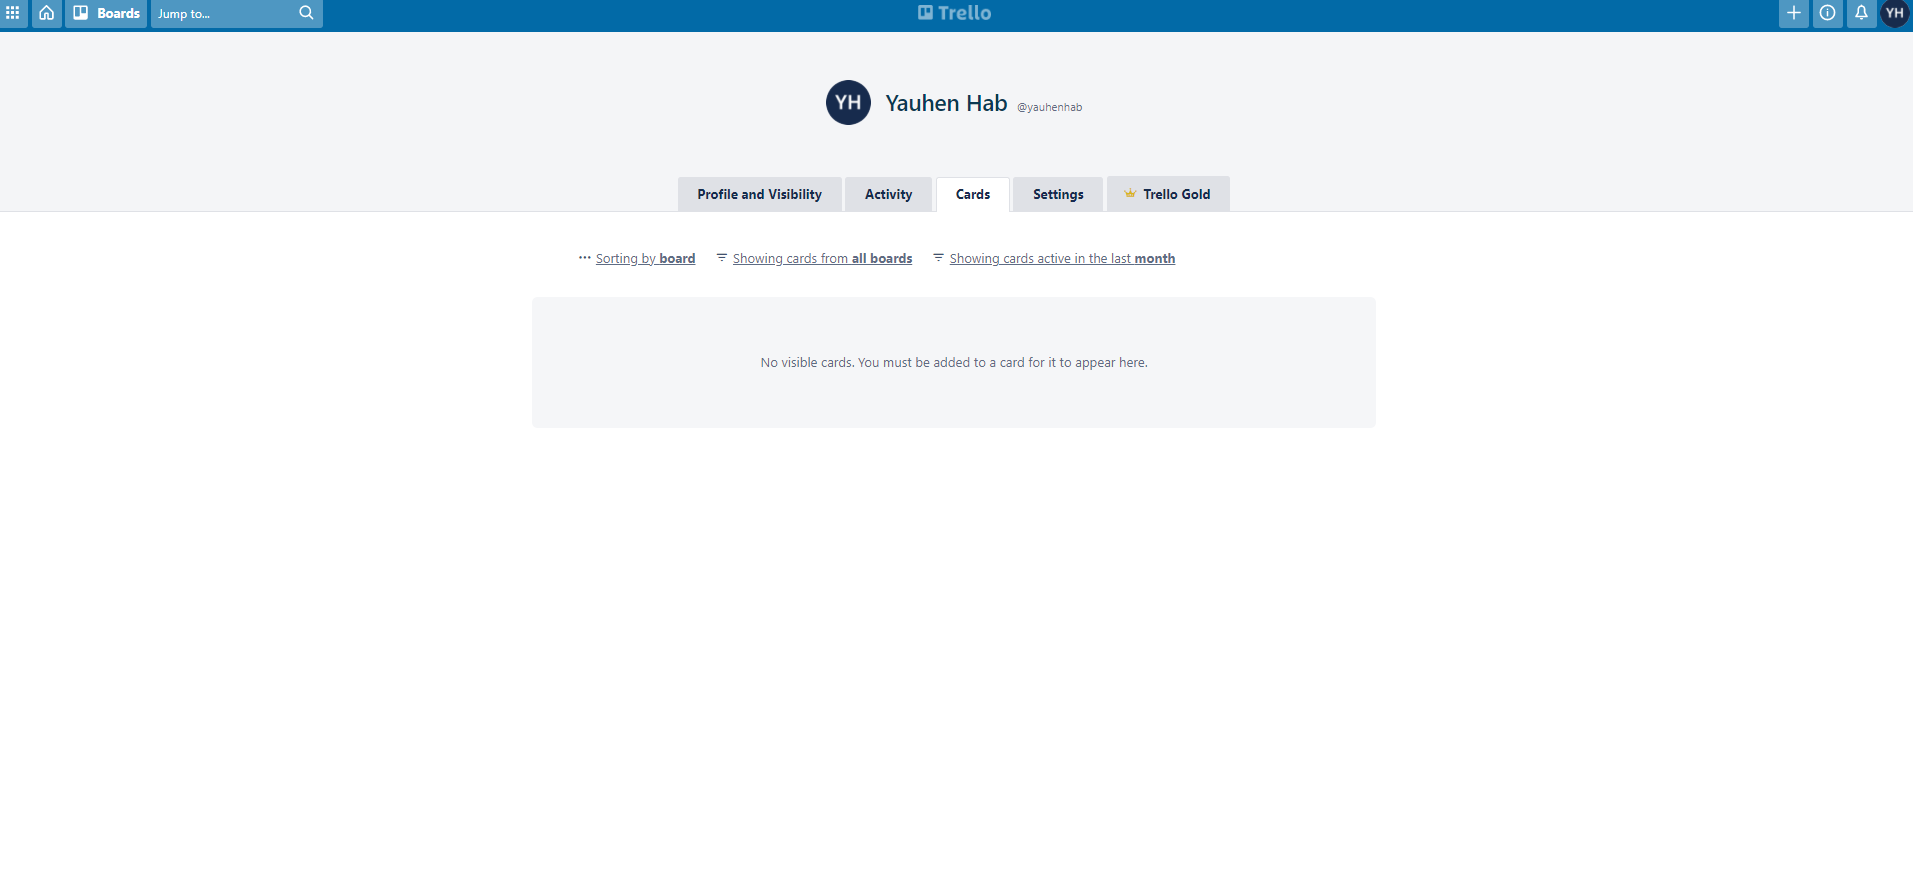 Boards Jump to... Trello YH
YH Yauhen Hab @yauhenhab
Profile and Visibility Activity Cards Settings Trello Gold
Sorting by board Showing cards from all boards Showing cards active in the last month
No visible cards. You must be added to a card for it to appear here.